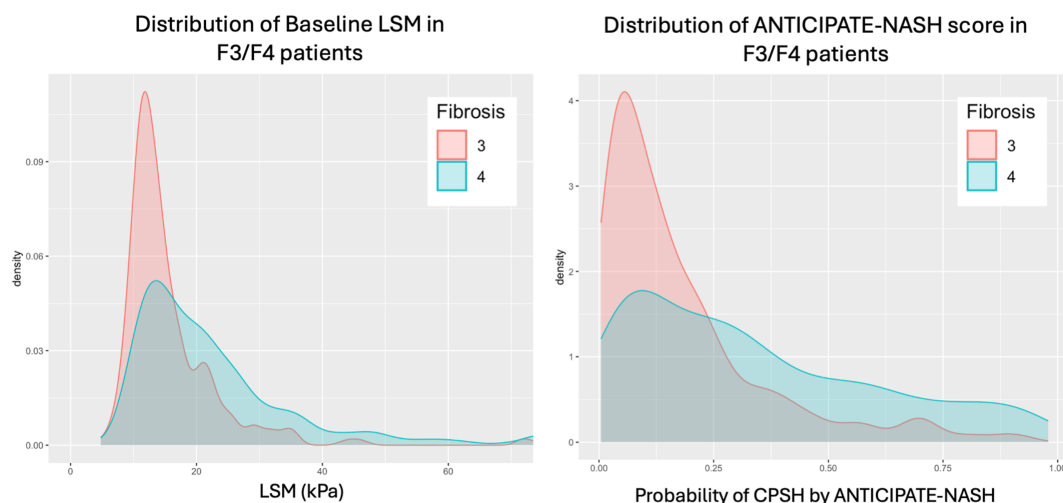 Distribution of Baseline LSM in
F3/F4 patients
density
0.09
0.06
0.03
0.00
0
20
40
60
LSM (kPa)
Fibrosis
3
4
Distribution of ANTICIPATE-NASH score in
F3/F4 patients
density
4
3
2
1
0
0.00
0.25
0.50
0.75
1.00
Probability of CPSH by ANTICIPATE-NASH
Fibrosis
3
4